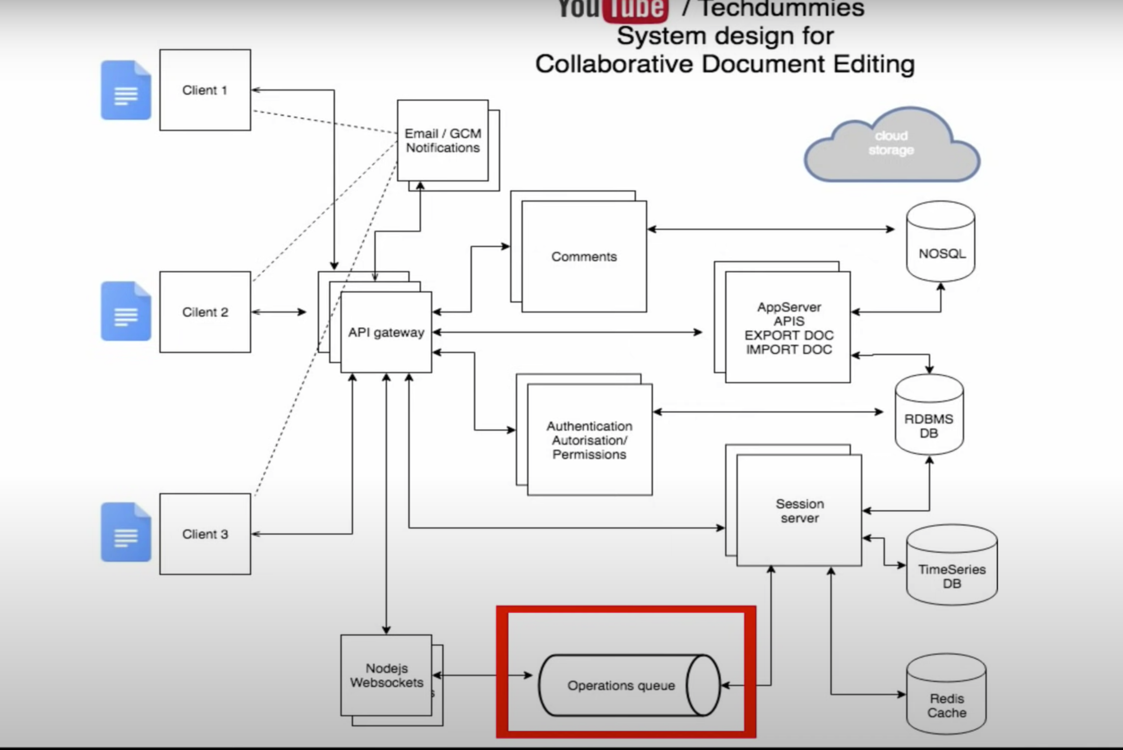 YouTube / Techdummies
System design for
Collaborative Document Editing
Client 1
Email / GCM
Notifications
cloud
storage
Comments
NOSQL
Cilent 2
API gateway
AppServer
APIS
EXPORT DOC
IMPORT DOC
Authentication
Autorisation/
Permissions
RDBMS
DB
Client 3
Session
server
TimeSeries
DB
Nodejs
Websockets
s
Operations queue
Redis
Cache